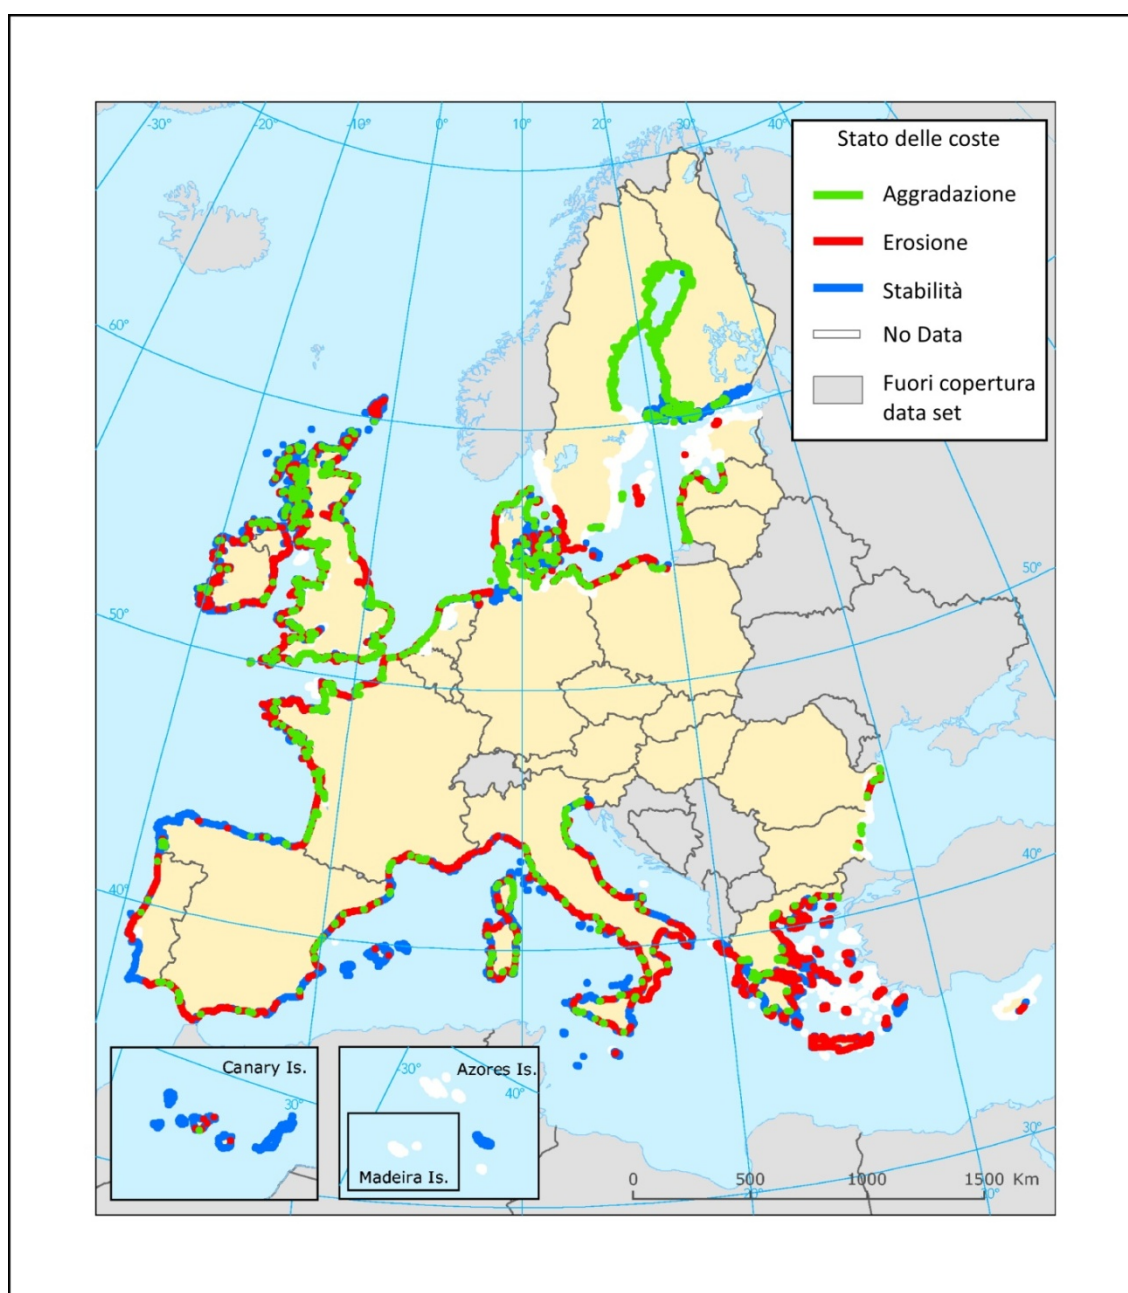 -30°
-20°
-10°
0°
10°
20°
30°
40°
Stato delle coste
Aggradazione
Erosione
Stabilità
No Data
Fuori copertura
data set
60°
50°
50°
40°
40°
30°
Canary Is.
30°
-30°
Azores Is.
40°
Madeira Is.
0
500
1000
1500 Km